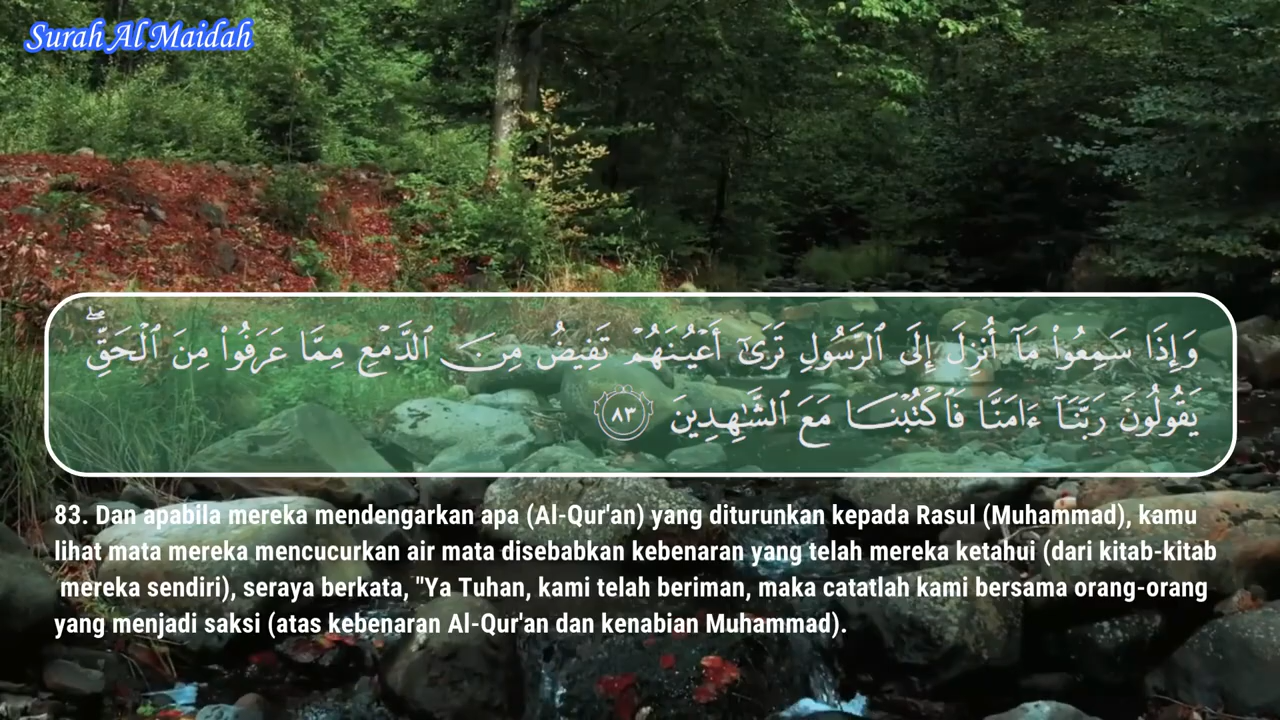 Surah Al Maidah
وَإِذَا سَمِعُوا۟ مَآ أُنزِلَ إِلَى ٱلرَّسُولِ تَرَىٰٓ أَعْيُنَهُمْ تَفِيضُ مِنَ ٱلدَّمْعِ مِمَّا عَرَفُوا۟ مِنَ ٱلْحَقِّ ۖ
يَقُولُونَ رَبَّنَآ ءَامَنَّا فَٱكْتُبْنَا مَعَ ٱلشَّٰهِدِينَ ٨٣
83. Dan apabila mereka mendengarkan apa (Al-Qur'an) yang diturunkan kepada Rasul (Muhammad), kamu
lihat mata mereka mencucurkan air mata disebabkan kebenaran yang telah mereka ketahui (dari kitab-kitab
mereka sendiri), seraya berkata, "Ya Tuhan, kami telah beriman, maka catatlah kami bersama orang-orang
yang menjadi saksi (atas kebenaran Al-Qur'an dan kenabian Muhammad).